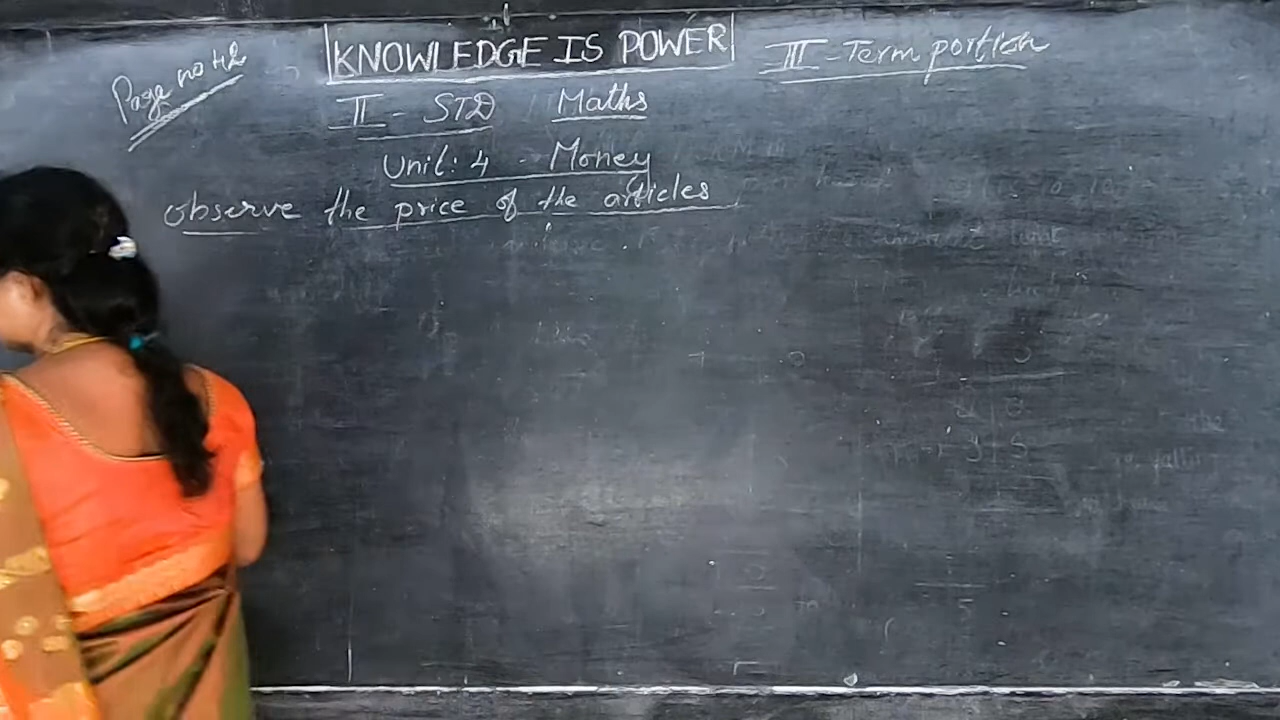 Page no
KNOWLEDGE IS POWER
III - Term portion
II - STD Maths
Unit: 4 - Money
observe the price of the articles